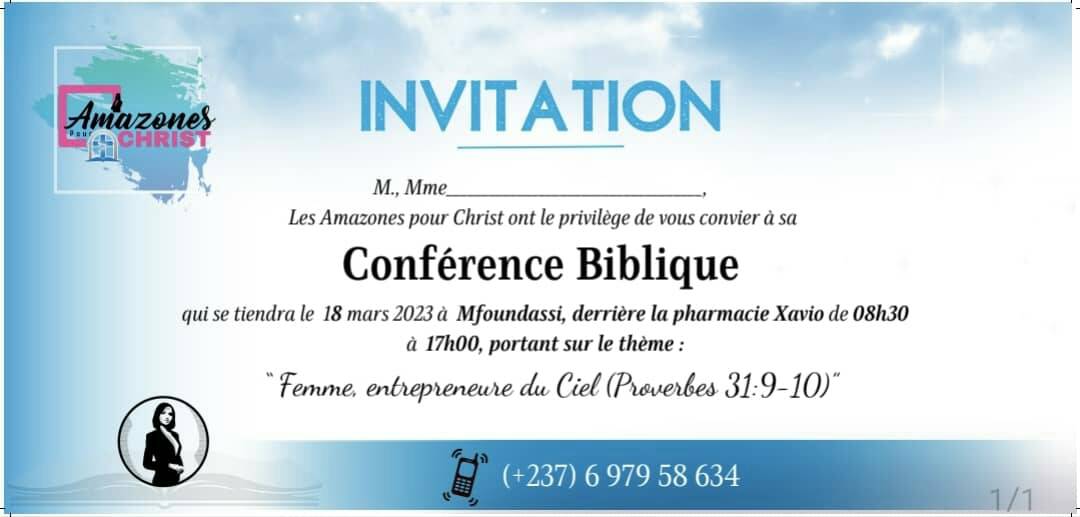 Amazones
Pour
CHRIST
INVITATION
M., Mme__________________________,
Les Amazones pour Christ ont le privilège de vous convier à sa
Conférence Biblique
qui se tiendra le 18 mars 2023 à Mfoundassi, derrière la pharmacie Xavio de 08h30
à 17h00, portant sur le thème :
"Femme, entrepreneure du Ciel (Proverbes 31:9-10)"
(+237) 6 979 58 634
1/1